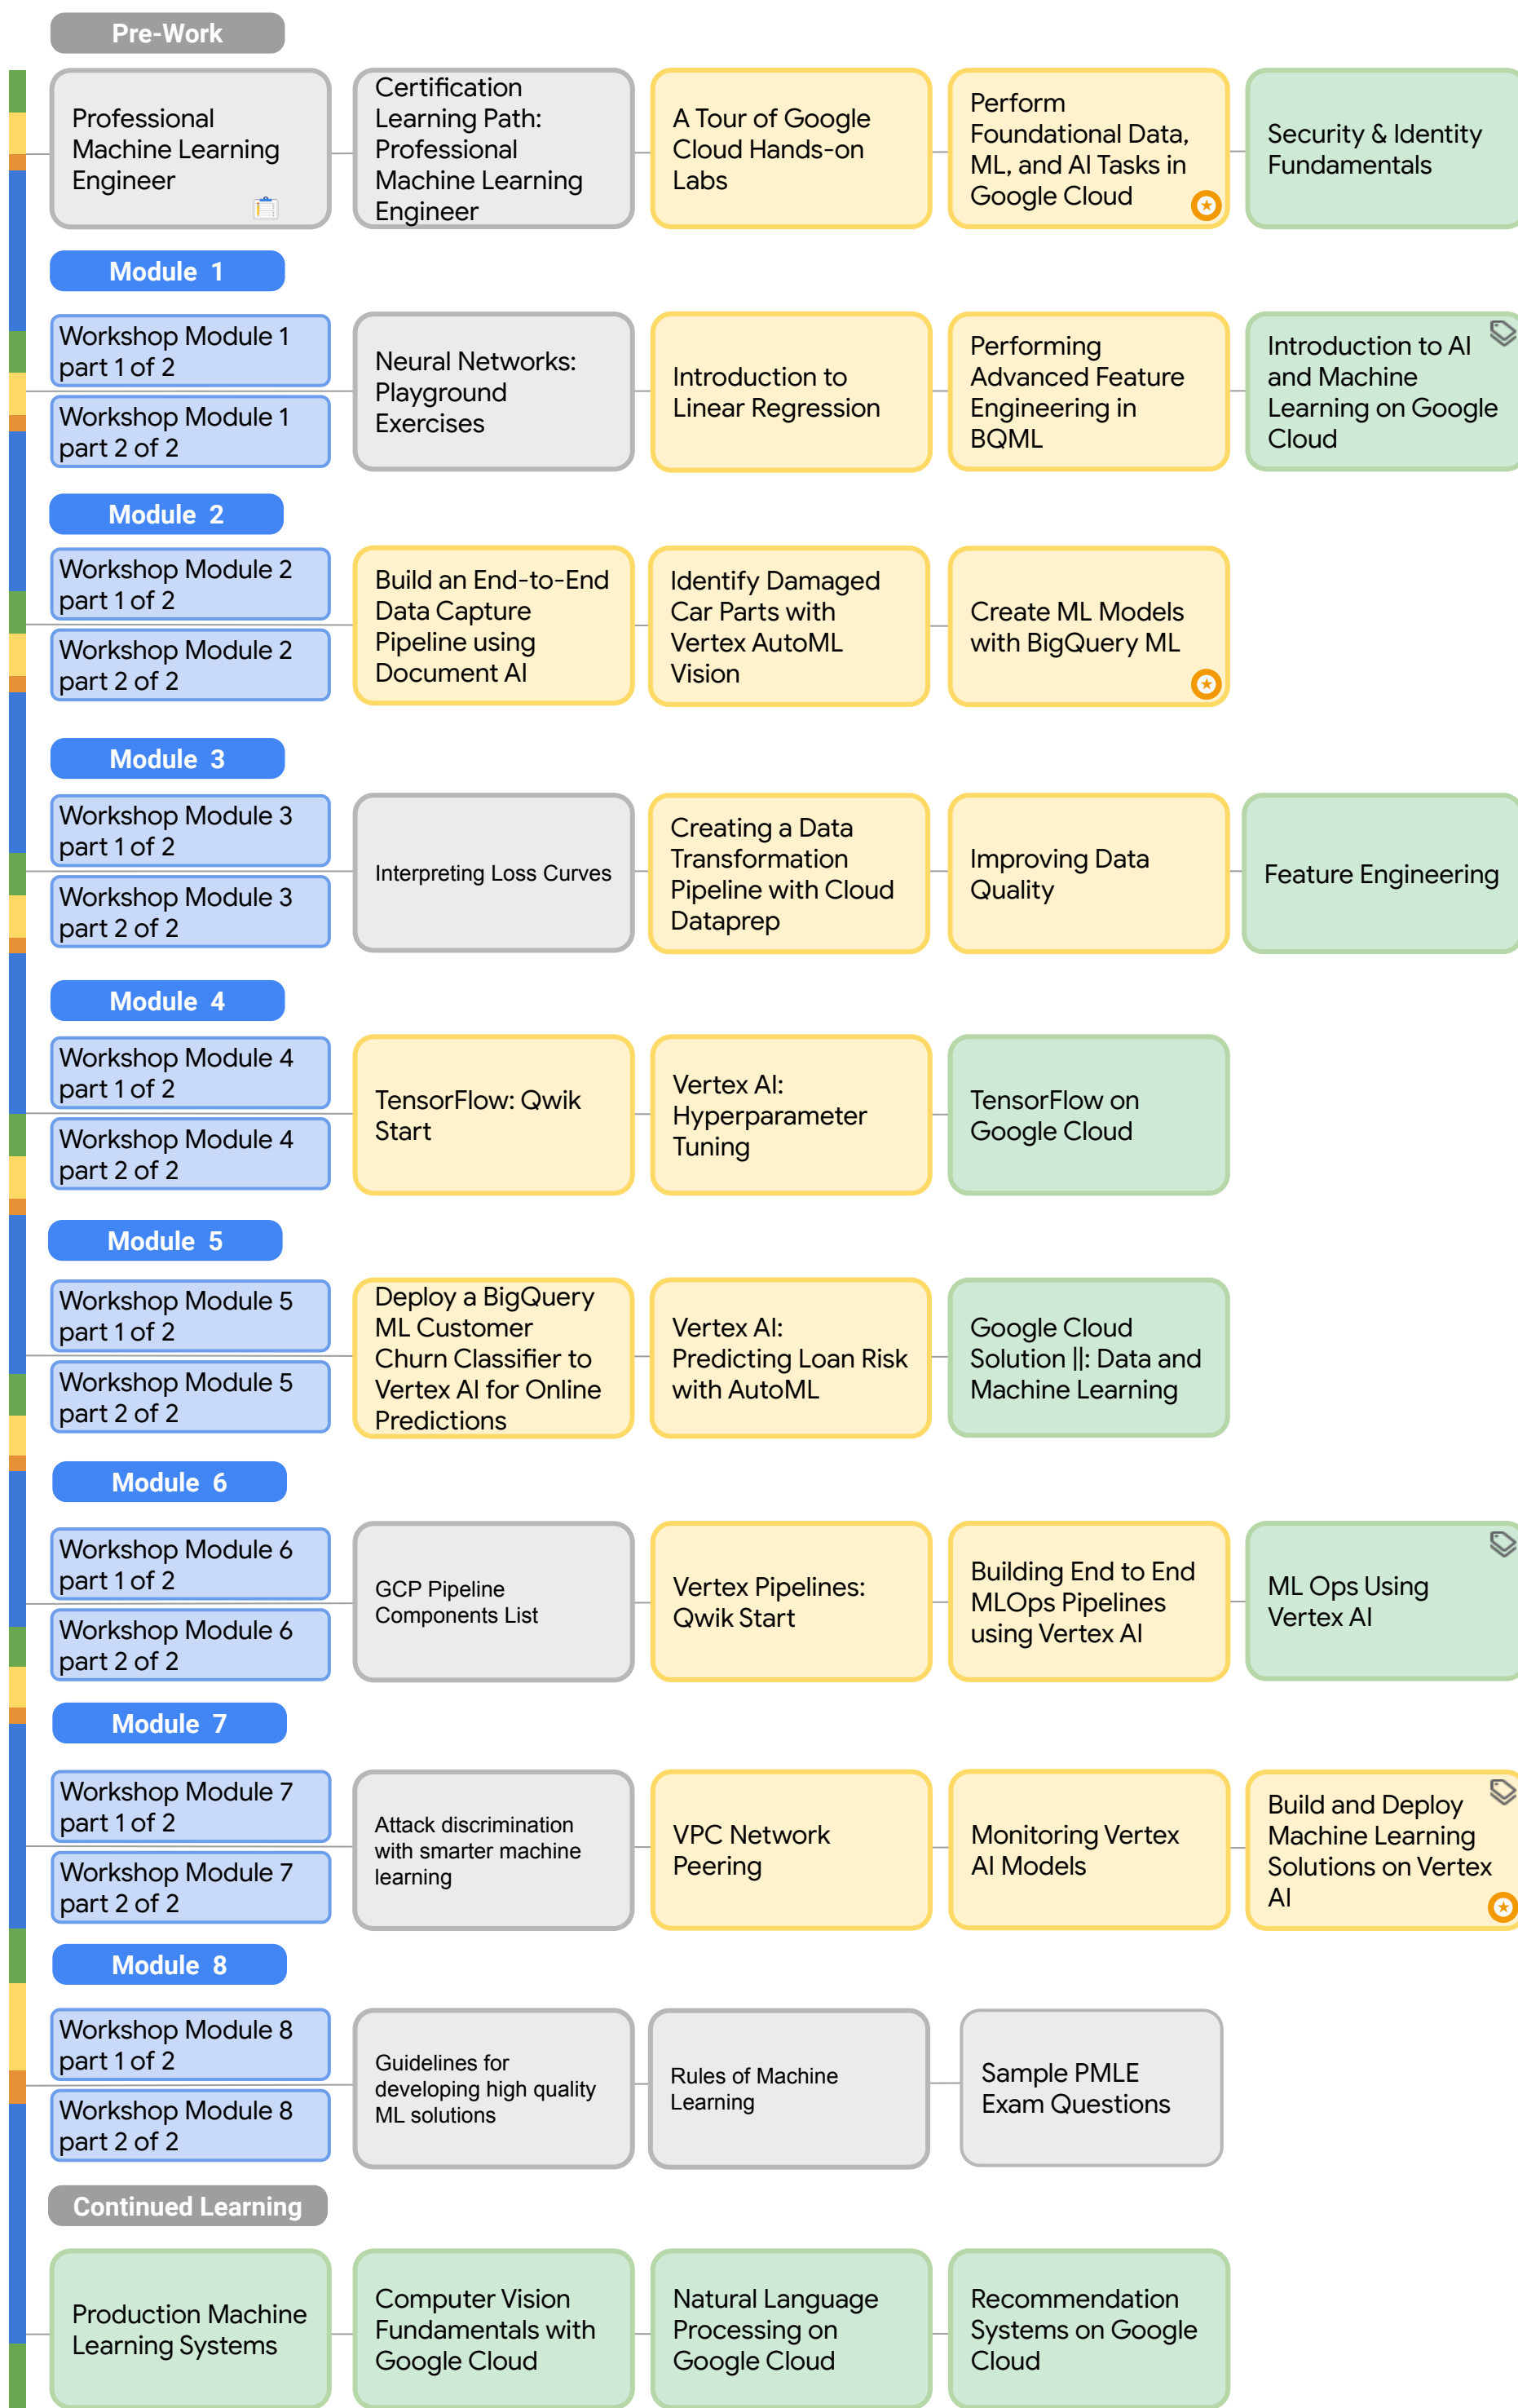 Pre-Work
Professional
Machine Learning
Engineer
Certification
Learning Path:
Professional
Machine Learning
Engineer
A Tour of Google
Cloud Hands-on
Labs
Perform
Foundational Data,
ML, and AI Tasks in
Google Cloud
Security & Identity
Fundamentals
Module 1
Workshop Module 1
part 1 of 2
Workshop Module 1
part 2 of 2
Neural Networks:
Playground
Exercises
Introduction to
Linear Regression
Performing
Advanced Feature
Engineering in
BQML
Introduction to AI
and Machine
Learning on Google
Cloud
Module 2
Workshop Module 2
part 1 of 2
Workshop Module 2
part 2 of 2
Build an End-to-End
Data Capture
Pipeline using
Document AI
Identify Damaged
Car Parts with
Vertex AutoML
Vision
Create ML Models
with BigQuery ML
Module 3
Workshop Module 3
part 1 of 2
Workshop Module 3
part 2 of 2
Interpreting Loss Curves
Creating a Data
Transformation
Pipeline with Cloud
Dataprep
Improving Data
Quality
Feature Engineering
Module 4
Workshop Module 4
part 1 of 2
Workshop Module 4
part 2 of 2
TensorFlow: Qwik
Start
Vertex AI:
Hyperparameter
Tuning
TensorFlow on
Google Cloud
Module 5
Workshop Module 5
part 1 of 2
Workshop Module 5
part 2 of 2
Deploy a BigQuery
ML Customer
Churn Classifier to
Vertex AI for Online
Predictions
Vertex AI:
Predicting Loan Risk
with AutoML
Google Cloud
Solution ||: Data and
Machine Learning
Module 6
Workshop Module 6
part 1 of 2
Workshop Module 6
part 2 of 2
GCP Pipeline
Components List
Vertex Pipelines:
Qwik Start
Building End to End
MLOps Pipelines
using Vertex AI
ML Ops Using
Vertex AI
Module 7
Workshop Module 7
part 1 of 2
Workshop Module 7
part 2 of 2
Attack discrimination
with smarter machine
learning
VPC Network
Peering
Monitoring Vertex
AI Models
Build and Deploy
Machine Learning
Solutions on Vertex
AI
Module 8
Workshop Module 8
part 1 of 2
Workshop Module 8
part 2 of 2
Guidelines for
developing high quality
ML solutions
Rules of Machine
Learning
Sample PMLE
Exam Questions
Continued Learning
Production Machine
Learning Systems
Computer Vision
Fundamentals with
Google Cloud
Natural Language
Processing on
Google Cloud
Recommendation
Systems on Google
Cloud